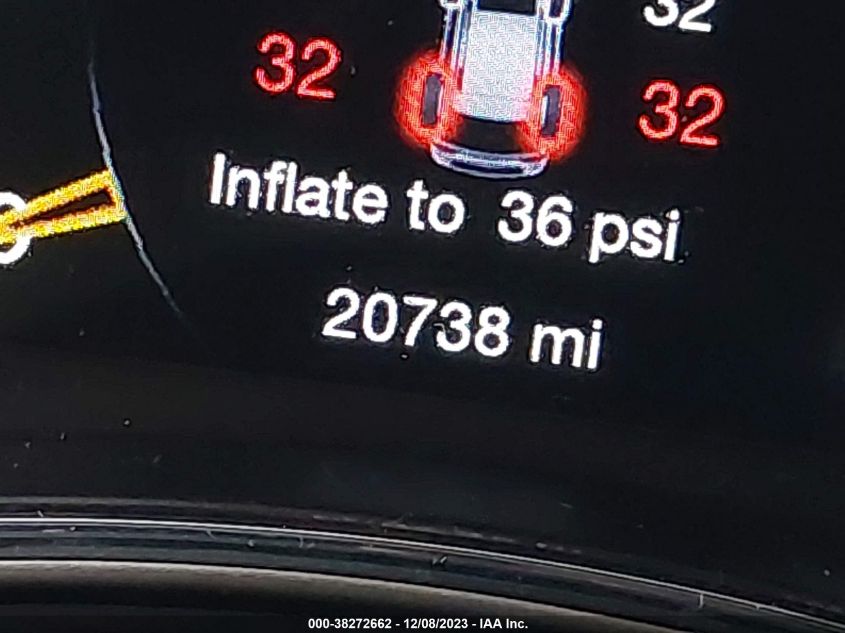 32
32 32
Inflate to 36 psi
20738 mi
000-38272662 - 12/08/2023 - IAA Inc.